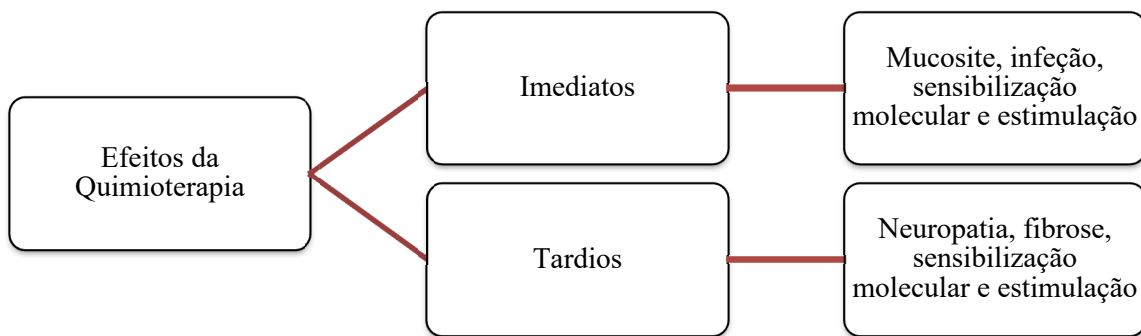 Efeitos da
Quimioterapia
Imediatos
Mucosite, infeção,
sensibilização
molecular e estimulação
Tardios
Neuropatia, fibrose,
sensibilização
molecular e estimulação